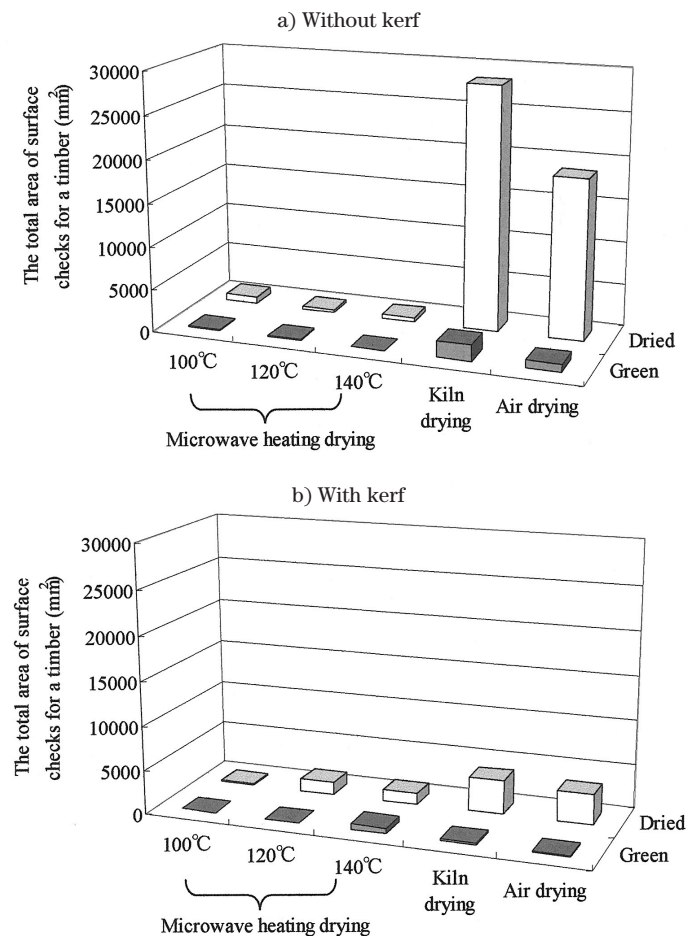 a) Without kerf
The total area of surface
checks for a timber (mm²)
30000
25000
20000
15000
10000
5000
0
100℃
120℃
140℃
Kiln
drying
Air drying
Dried
Green
Microwave heating drying
b) With kerf
The total area of surface
checks for a timber (mm²)
30000
25000
20000
15000
10000
5000
0
100℃
120℃
140℃
Kiln
drying
Air drying
Dried
Green
Microwave heating drying